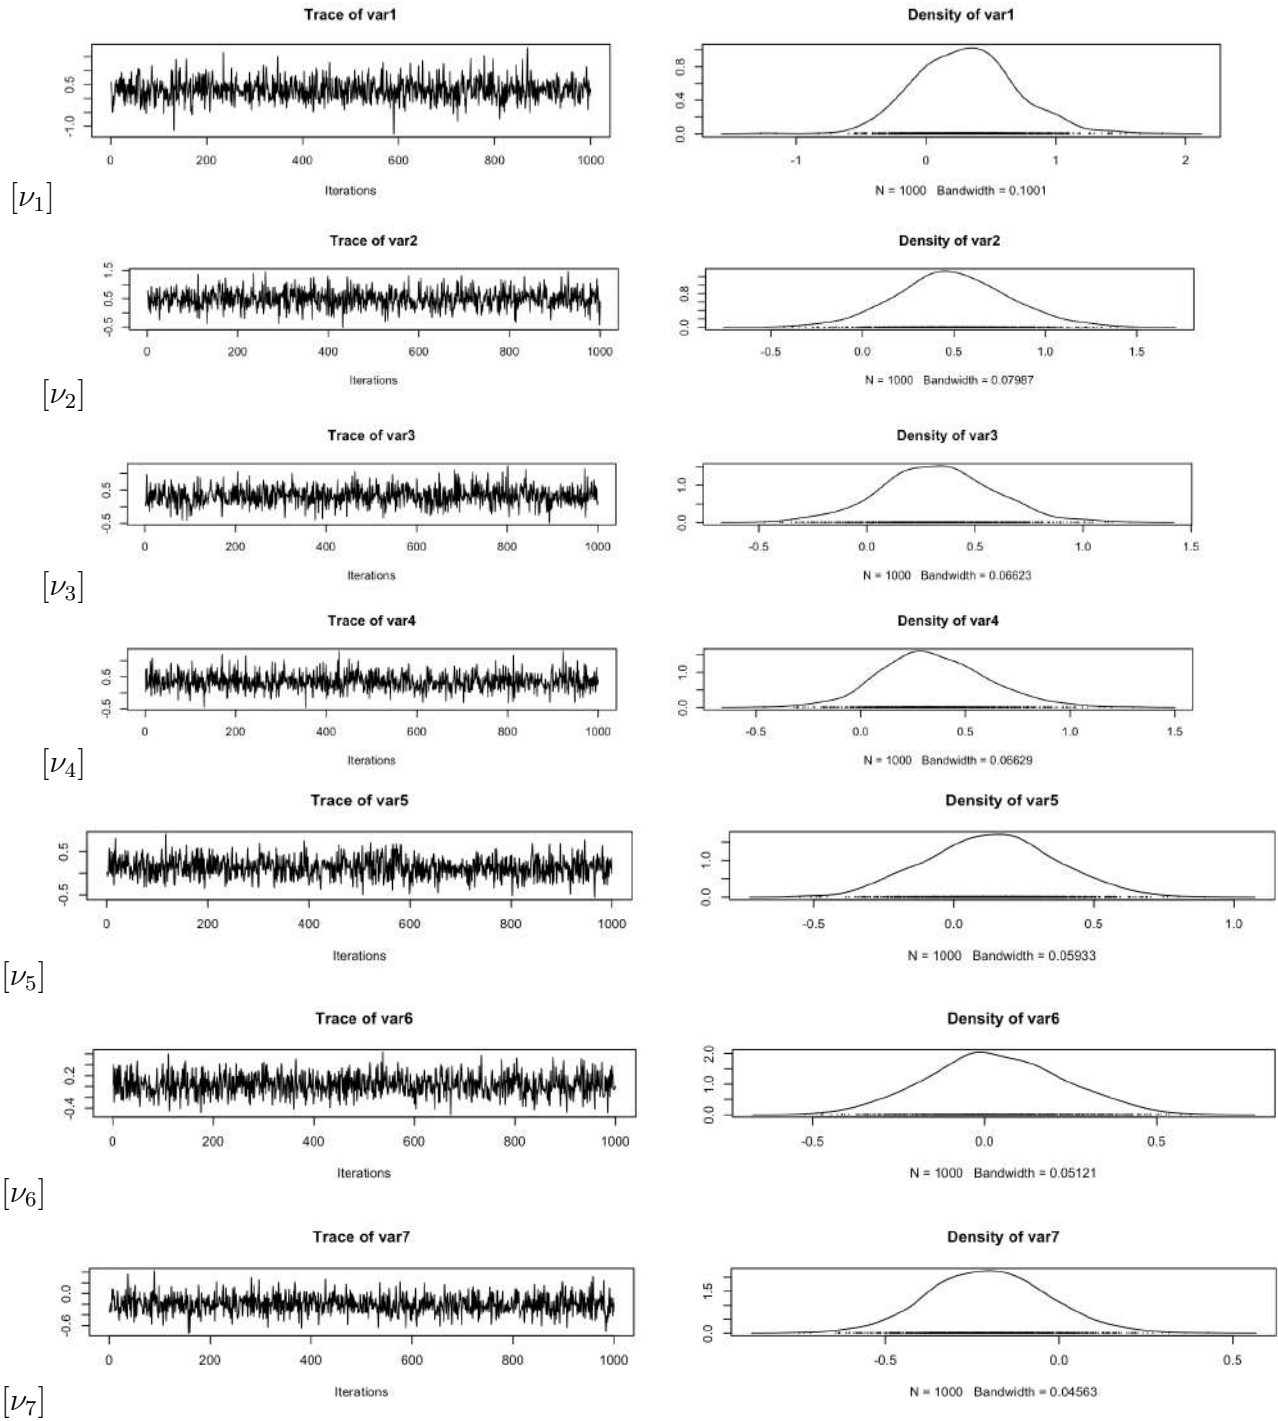 Trace of var1 Density of var1
0.5 -1.0 0.8 0.4 0.0
0 200 400 600 800 1000 -1 0 1 2
Iterations N = 1000 Bandwidth = 0.1001
[ν1]
Trace of var2 Density of var2
1.5 0.5 -0.5 0.8 0.0
0 200 400 600 800 1000 -0.5 0.0 0.5 1.0 1.5
Iterations N = 1000 Bandwidth = 0.07987
[ν2]
Trace of var3 Density of var3
0.5 -0.5 1.0 0.0
0 200 400 600 800 1000 -0.5 0.0 0.5 1.0 1.5
Iterations N = 1000 Bandwidth = 0.06623
[ν3]
Trace of var4 Density of var4
0.5 -0.5 1.0 0.0
0 200 400 600 800 1000 -0.5 0.0 0.5 1.0 1.5
Iterations N = 1000 Bandwidth = 0.06629
[ν4]
Trace of var5 Density of var5
0.5 -0.5 1.0 0.0
0 200 400 600 800 1000 -0.5 0.0 0.5 1.0
Iterations N = 1000 Bandwidth = 0.05933
[ν5]
Trace of var6 Density of var6
0.2 -0.4 2.0 1.0 0.0
0 200 400 600 800 1000 -0.5 0.0 0.5
Iterations N = 1000 Bandwidth = 0.05121
[ν6]
Trace of var7 Density of var7
0.0 -0.6 1.5 0.0
0 200 400 600 800 1000 -0.5 0.0 0.5
Iterations N = 1000 Bandwidth = 0.04563
[ν7]